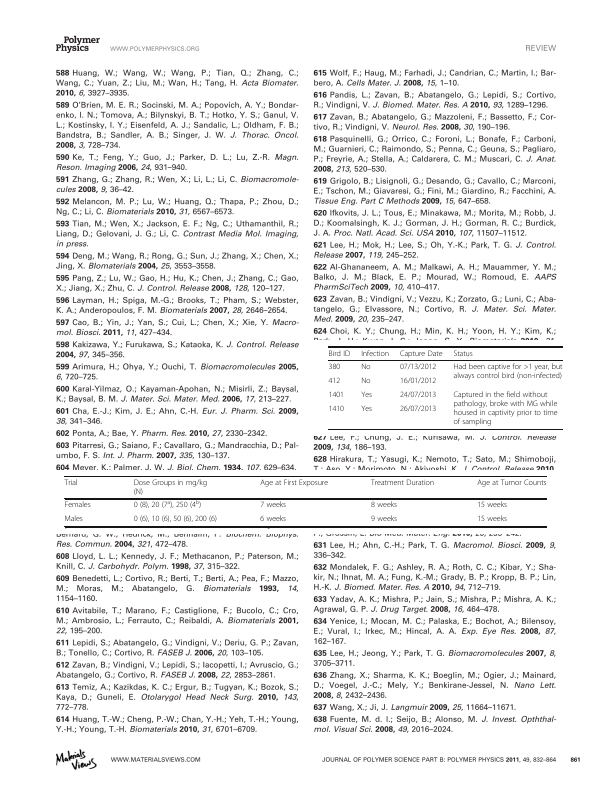 Polymer
Physics
WWW.POLYMERPHYSICS.ORG
REVIEW
588 Huang, W.; Wang, W.; Wang, P.; Tian, Q.; Zhang, C.;
Wang, C.; Yuan, Z.; Liu, M.; Wan, H.; Tang, H. Acta Biomater.
2010, 6, 3927–3935.
589 O'Brien, M. E. R.; Socinski, M. A.; Popovich, A. Y.; Bondar-
enko, I. N.; Tomova, A.; Bilynskyi, B. T.; Hotko, Y. S.; Ganul, V.
L.; Kostinsky, I. Y.; Eisenfeld, A. J.; Sandalic, L.; Oldham, F. B.;
Bandstra, B.; Sandler, A. B.; Singer, J. W. J. Thorac. Oncol.
2008, 3, 728–734.
590 Ke, T.; Feng, Y.; Guo, J.; Parker, D. L.; Lu, Z.-R. Magn.
Reson. Imaging 2006, 24, 931–940.
591 Zhang, G.; Zhang, R.; Wen, X.; Li, L.; Li, C. Biomacromole-
cules 2008, 9, 36–42.
592 Melancon, M. P.; Lu, W.; Huang, Q.; Thapa, P.; Zhou, D.;
Ng, C.; Li, C. Biomaterials 2010, 31, 6567–6573.
593 Tian, M.; Wen, X.; Jackson, E. F.; Ng, C.; Uthamanthil, R.;
Liang, D.; Gelovani, J. G.; Li, C. Contrast Media Mol. Imaging,
in press.
594 Deng, M.; Wang, R.; Rong, G.; Sun, J.; Zhang, X.; Chen, X.;
Jing, X. Biomaterials 2004, 25, 3553–3558.
595 Pang, Z.; Lu, W.; Gao, H.; Hu, K.; Chen, J.; Zhang, C.; Gao,
X.; Jiang, X.; Zhu, C. J. Control. Release 2008, 128, 120–127.
596 Layman, H.; Spiga, M.-G.; Brooks, T.; Pham, S.; Webster,
K. A.; Anderopoulos, F. M. Biomaterials 2007, 28, 2646–2654.
597 Cao, B.; Yin, J.; Yan, S.; Cui, L.; Chen, X.; Xie, Y. Macro-
mol. Biosci. 2011, 11, 427–434.
598 Kakizawa, Y.; Furukawa, S.; Kataoka, K. J. Control. Release
2004, 97, 345–356.
599 Arimura, H.; Ohya, Y.; Ouchi, T. Biomacromolecules 2005,
6, 720–725.
600 Karal-Yilmaz, O.; Kayaman-Apohan, N.; Misirli, Z.; Baysal,
K.; Baysal, B. M. J. Mater. Sci. Mater. Med. 2006, 17, 213–227.
601 Cha, E.-J.; Kim, J. E.; Ahn, C.-H. Eur. J. Pharm. Sci. 2009,
38, 341–346.
602 Ponta, A.; Bae, Y. Pharm. Res. 2010, 27, 2330–2342.
603 Pitarresi, G.; Saiano, F.; Cavallaro, G.; Mandracchia, D.; Pal-
umbo, F. S. Int. J. Pharm. 2007, 335, 130–137.
604 Meyer, K.; Palmer, J. W. J. Biol. Chem. 1934, 107, 629–634.
Bernard, G. W.; Hedrick, M.; Benhaim, Biochem. Biophys.
Res. Commun. 2004, 321, 472–478.
608 Lloyd, L. L.; Kennedy, J. F.; Methacanon, P.; Paterson, M.;
Knill, C. J. Carbohydr. Polym. 1998, 37, 315–322.
609 Benedetti, L.; Cortivo, R.; Berti, T.; Berti, A.; Pea, F.; Mazzo,
M.; Moras, M.; Abatangelo, G. Biomaterials 1993, 14,
1154–1160.
610 Avitabile, T.; Marano, F.; Castiglione, F.; Bucolo, C.; Cro,
M.; Ambrosio, L.; Ferrauto, C.; Reibaldi, A. Biomaterials 2001,
22, 195–200.
611 Lepidi, S.; Abatangelo, G.; Vindigni, V.; Deriu, G. P.; Zavan,
B.; Tonello, C.; Cortivo, R. FASEB J. 2006, 20, 103–105.
612 Zavan, B.; Vindigni, V.; Lepidi, S.; Iacopetti, I.; Avruscio, G.;
Abatangelo, G.; Cortivo, R. FASEB J. 2008, 22, 2853–2861.
613 Temiz, A.; Kazikdas, K. C.; Ergur, B.; Tugyan, K.; Bozok, S.;
Kaya, D.; Guneli, E. Otolaryngol Head Neck Surg. 2010, 143,
772–778.
614 Huang, T.-W.; Cheng, P.-W.; Chan, Y.-H.; Yeh, T.-H.; Young,
Y.-H.; Young, T.-H. Biomaterials 2010, 31, 6701–6709.
615 Wolf, F.; Haug, M.; Farhadi, J.; Candrian, C.; Martin, I.; Bar-
bero, A. Cells Mater. J. 2008, 15, 1–10.
616 Pandis, L.; Zavan, B.; Abatangelo, G.; Lepidi, S.; Cortivo,
R.; Vindigni, V. J. Biomed. Mater. Res. A 2010, 93, 1289–1296.
617 Zavan, B.; Abatangelo, G.; Mazzoleni, F.; Bassetto, F.; Cor-
tivo, R.; Vindigni, V. Neurol. Res. 2008, 30, 190–196.
618 Pasquinelli, G.; Orrico, C.; Foroni, L.; Bonafe, F.; Carboni,
M.; Guarnieri, C.; Raimondo, S.; Penna, C.; Geuna, S.; Pagliaro,
P.; Freyrie, A.; Stella, A.; Caldarera, C. M.; Muscari, C. J. Anat.
2008, 213, 520–530.
619 Grigolo, B.; Lisignoli, G.; Desando, G.; Cavallo, C.; Marconi,
E.; Tschon, M.; Giavaresi, G.; Fini, M.; Giardino, R.; Facchini, A.
Tissue Eng. Part C Methods 2009, 15, 647–658.
620 Ifkovits, J. L.; Tous, E.; Minakawa, M.; Morita, M.; Robb, J.
D.; Koomalsingh, K. J.; Gorman, J. H.; Gorman, R. C.; Burdick,
J. A. Proc. Natl. Acad. Sci. USA 2010, 107, 11507–11512.
621 Lee, H.; Mok, H.; Lee, S.; Oh, Y.-K.; Park, T. G. J. Control.
Release 2007, 119, 245–252.
622 Al-Ghananeem, A. M.; Malkawi, A. H.; Mauammer, Y. M.;
Balko, J. M.; Black, E. P.; Mourad, W.; Romoud, E. AAPS
PharmSciTech 2009, 10, 410–417.
623 Zavan, B.; Vindigni, V.; Vezzu, K.; Zorzato, G.; Luni, C.; Aba-
tangelo, G.; Elvassore, N.; Cortivo, R. J. Mater. Sci. Mater.
Med. 2009, 20, 235–247.
624 Choi, K. Y.; Chung, H.; Min, K. H.; Yoon, H. Y.; Kim, K.;
Bird ID Infection Capture Date Status
380 No 07/13/2012 Had been captive for >1 year, but
always control bird (non-infected)
412 No 16/01/2012
1401 Yes 24/07/2013 Captured in the field without
pathology, broke with MG while
1410 Yes 26/07/2013 housed in captivity prior to time
of sampling
627 Lee, F.; Chung, J. E.; Kurisawa, M. J. Control. Release
2009, 134, 186–193.
628 Hirakura, T.; Yasugi, K.; Nemoto, T.; Sato, M.; Shimoboji,
T.; Aso, Y.; Morimoto, N.; Akiyoshi, K. J. Control. Release 2010,
Trial Dose Groups in mg/kg Age at First Exposure Treatment Duration Age at Tumor Counts
(N)
Females 0 (8), 20 (7ᵃ), 250 (4ᵇ) 7 weeks 8 weeks 15 weeks
Males 0 (6), 10 (6), 50 (6), 200 (6) 6 weeks 9 weeks 15 weeks
631 Lee, H.; Ahn, C.-H.; Park, T. G. Macromol. Biosci. 2009, 9,
336–342.
632 Mondalek, F. G.; Ashley, R. A.; Roth, C. C.; Kibar, Y.; Sha-
kir, N.; Ihnat, M. A.; Fung, K.-M.; Grady, B. P.; Kropp, B. P.; Lin,
H.-K. J. Biomed. Mater. Res. A 2010, 94, 712–719.
633 Yadav, A. K.; Mishra, P.; Jain, S.; Mishra, P.; Mishra, A. K.;
Agrawal, G. P. J. Drug Target. 2008, 16, 464–478.
634 Yenice, I.; Mocan, M. C.; Palaska, E.; Bochot, A.; Bilensoy,
E.; Vural, I.; Irkec, M.; Hincal, A. A. Exp. Eye Res. 2008, 87,
162–167.
635 Lee, H.; Jeong, Y.; Park, T. G. Biomacromolecules 2007, 8,
3705–3711.
636 Zhang, X.; Sharma, K. K.; Boeglin, M.; Ogier, J.; Mainard,
D.; Voegel, J.-C.; Mely, Y.; Benkirane-Jessel, N. Nano Lett.
2008, 8, 2432–2436.
637 Wang, X.; Ji, J. Langmuir 2009, 25, 11664–11671.
638 Fuente, M. d. l.; Seijo, B.; Alonso, M. J. Invest. Opththal-
mol. Visual Sci. 2008, 49, 2016–2024.
Materials
Views
WWW.MATERIALSVIEWS.COM
JOURNAL OF POLYMER SCIENCE PART B: POLYMER PHYSICS 2011, 49, 832–864 861